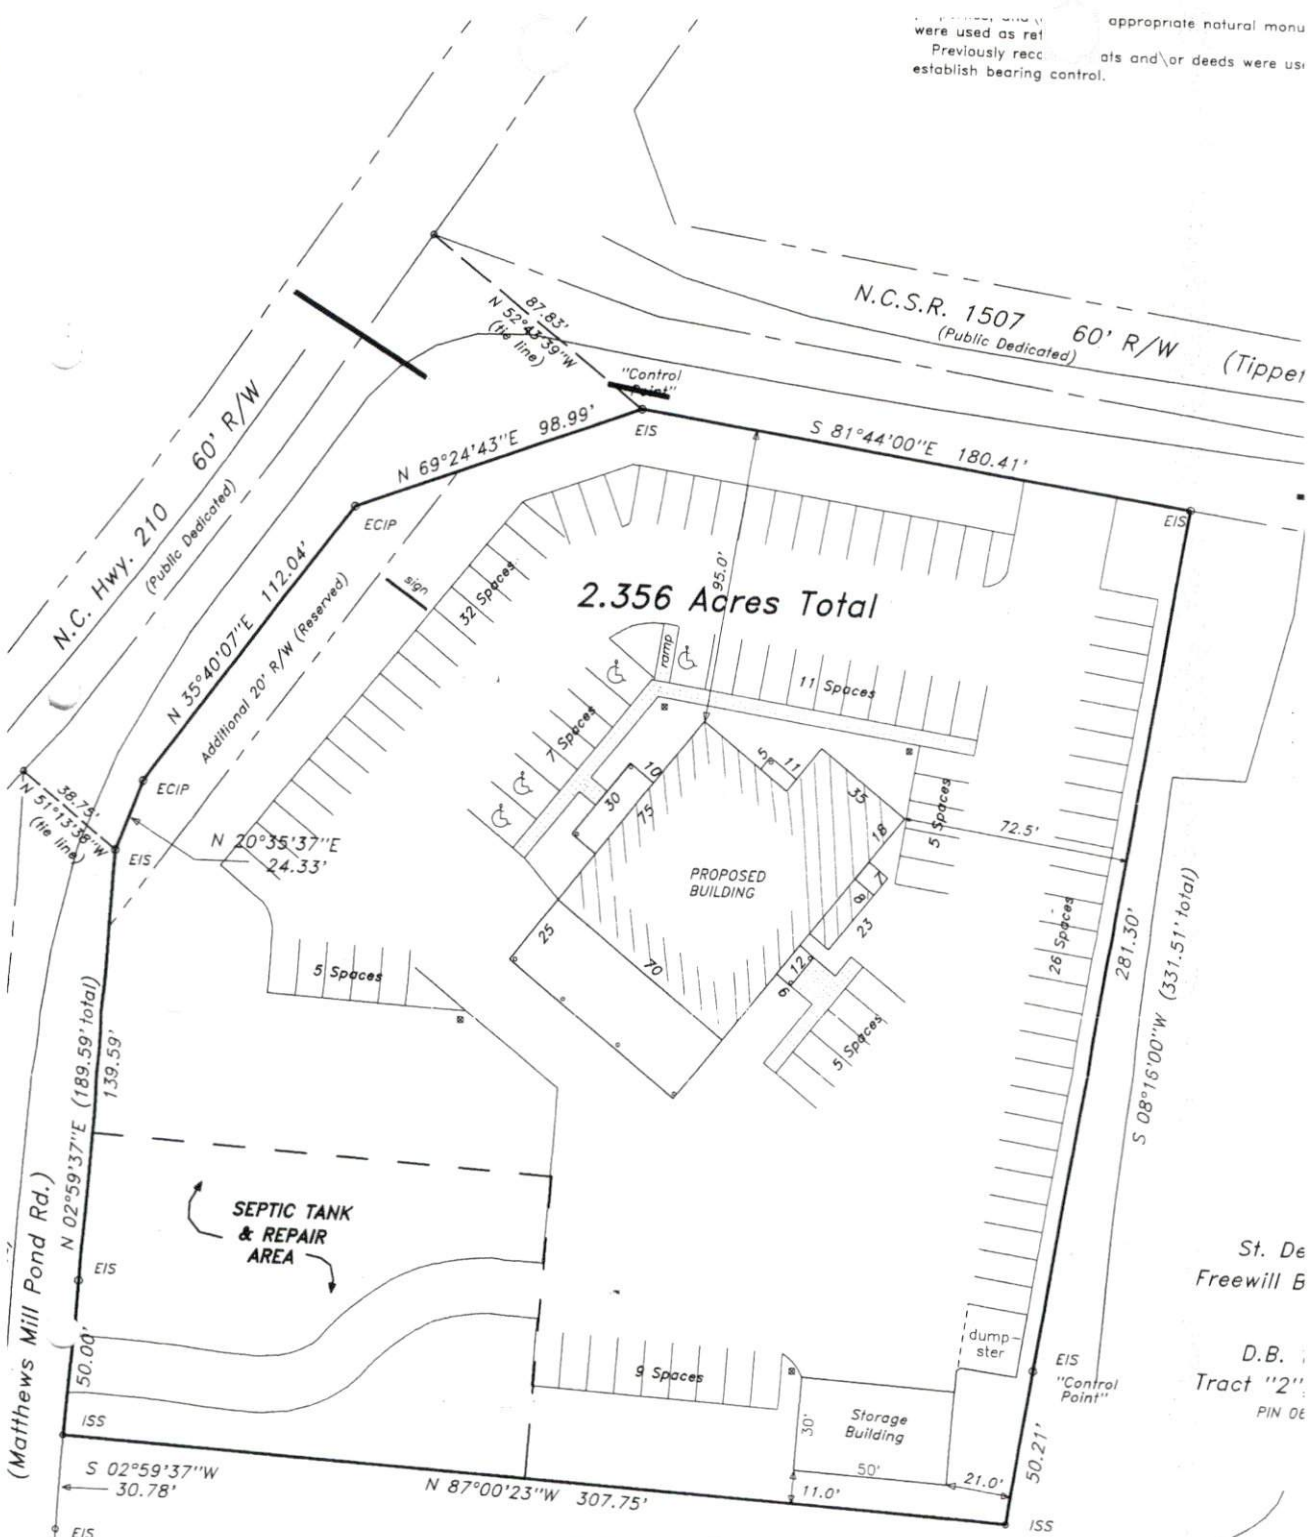 appropriate natural monu
were used as ref
Previously reco ats and\or deeds were us
establish bearing control.
N.C.S.R. 1507 60' R/W (Tipper
(Public Dedicated)
87.83'
N 52°43'39"W
(tie line)
"Control
Point"
EIS
S 81°44'00"E 180.41'
EIS
N 69°24'43"E 98.99'
ECIP
N.C. Hwy. 210 60' R/W
(Public Dedicated)
N 35°40'07"E 112.04'
Additional 20' R/W (Reserved)
sign
32 Spaces
95.0'
2.356 Acres Total
ramp
11 Spaces
7 Spaces
5
11
10
30
75
35
18
5 Spaces
72.5'
PROPOSED
BUILDING
7
8
23
12
6
25
70
5 Spaces
26 Spaces
281.30'
S 08°16'00"W (331.51' total)
ECIP
38.75'
N 51°13'38"W
(tie line)
EIS
N 20°35'37"E
24.33'
5 Spaces
N 02°59'37"E (189.59' total)
139.59'
SEPTIC TANK
& REPAIR
AREA
EIS
(Matthews Mill Pond Rd.)
50.00'
ISS
St. De
Freewill B
D.B.
Tract "2"
PIN 06
dump-
ster
EIS
"Control
Point"
9 Spaces
Storage
Building
30'
50'
21.0'
50.21'
11.0'
ISS
S 02°59'37"W
30.78'
N 87°00'23"W 307.75'
EIS